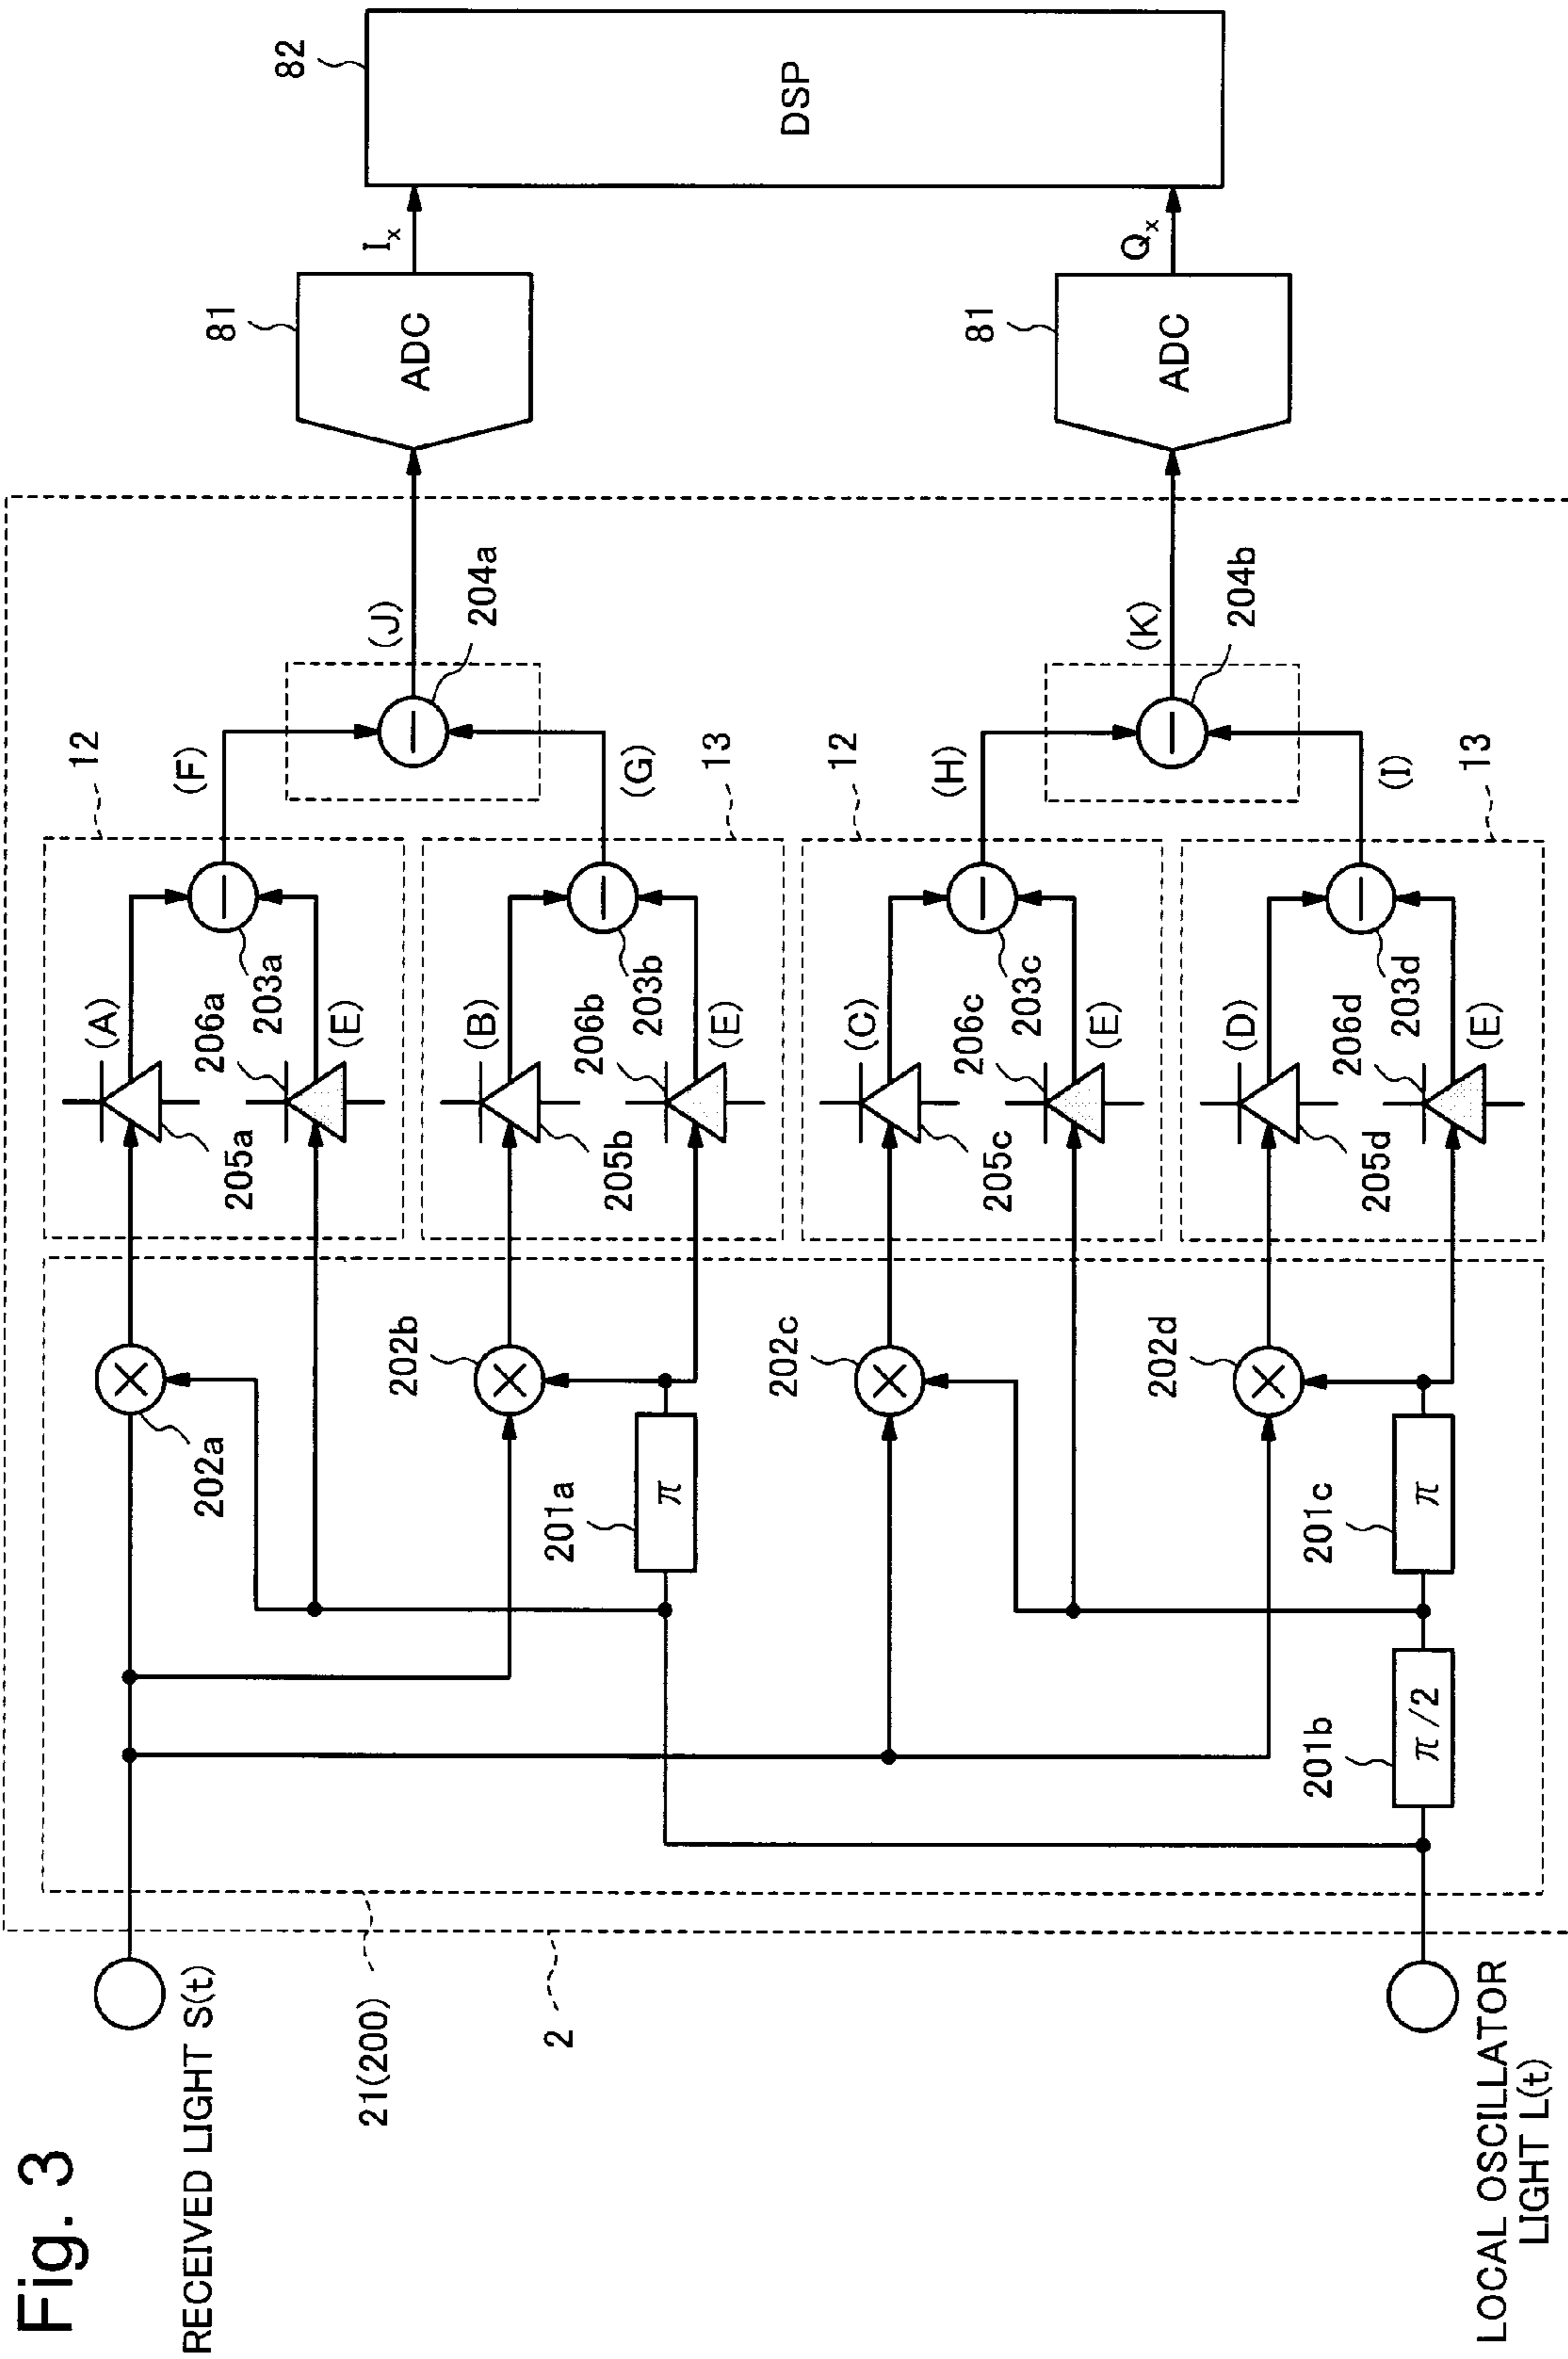 Fig. 3
RECEIVED LIGHT S(t)
LOCAL OSCILLATOR
LIGHT L(t)
21(200)
2
202a
202b
202c
202d
201a
π
201b
π/2
201c
π
12
(A)
205a
206a
203a
(E)
(F)
13
(B)
205b
206b
203b
(E)
(G)
12
(C)
205c
206c
203c
(E)
(H)
13
(D)
205d
206d
203d
(E)
(I)
(J)
204a
(K)
204b
81
ADC
Ix
81
ADC
Qx
82
DSP